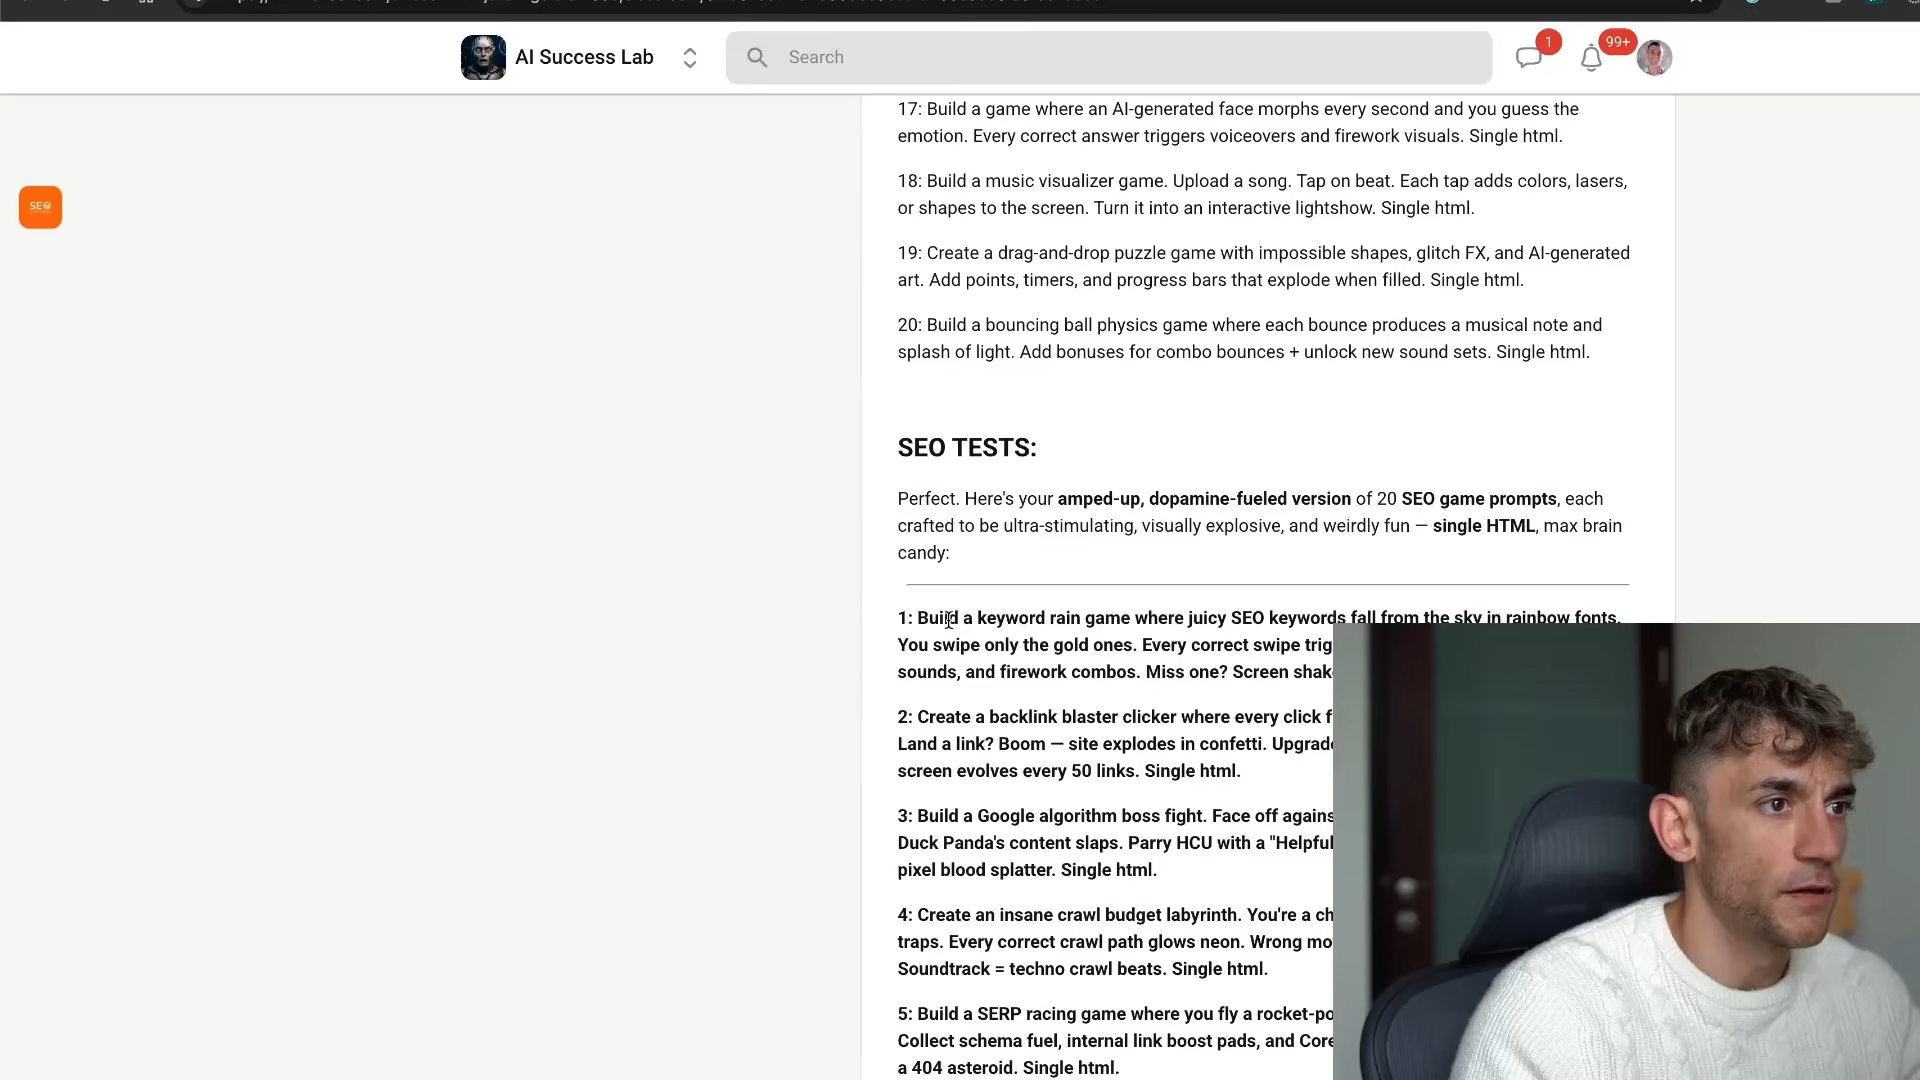 AI Success Lab
Search
1
99+
SEO
17: Build a game where an AI-generated face morphs every second and you guess the
emotion. Every correct answer triggers voiceovers and firework visuals. Single html.
18: Build a music visualizer game. Upload a song. Tap on beat. Each tap adds colors, lasers,
or shapes to the screen. Turn it into an interactive lightshow. Single html.
19: Create a drag-and-drop puzzle game with impossible shapes, glitch FX, and AI-generated
art. Add points, timers, and progress bars that explode when filled. Single html.
20: Build a bouncing ball physics game where each bounce produces a musical note and
splash of light. Add bonuses for combo bounces + unlock new sound sets. Single html.
SEO TESTS:
Perfect. Here's your amped-up, dopamine-fueled version of 20 SEO game prompts, each
crafted to be ultra-stimulating, visually explosive, and weirdly fun — single HTML, max brain
candy:
1: Build a keyword rain game where juicy SEO keywords fall from the sky in rainbow fonts.
You swipe only the gold ones. Every correct swipe trig
sounds, and firework combos. Miss one? Screen shak
2: Create a backlink blaster clicker where every click f
Land a link? Boom — site explodes in confetti. Upgrade
screen evolves every 50 links. Single html.
3: Build a Google algorithm boss fight. Face off agains
Duck Panda's content slaps. Parry HCU with a "Helpful
pixel blood splatter. Single html.
4: Create an insane crawl budget labyrinth. You're a ch
traps. Every correct crawl path glows neon. Wrong mo
Soundtrack = techno crawl beats. Single html.
5: Build a SERP racing game where you fly a rocket-po
Collect schema fuel, internal link boost pads, and Core
a 404 asteroid. Single html.